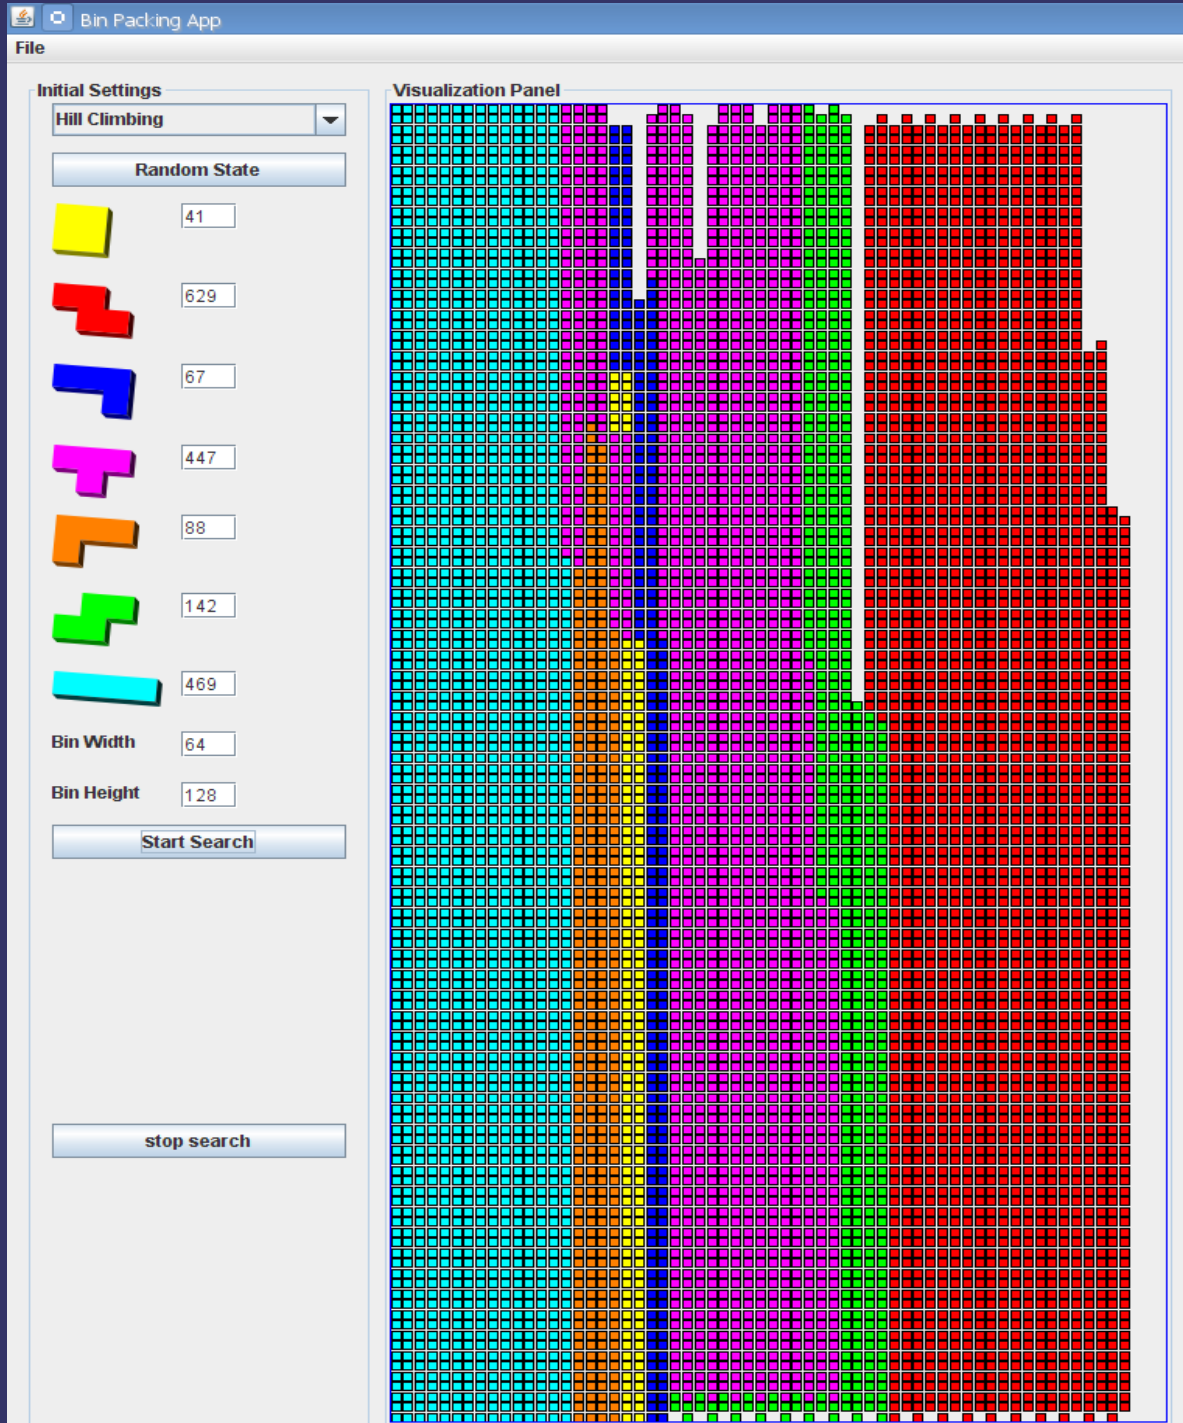 Bin Packing App
File
Initial Settings
Visualization Panel
Hill Climbing
Random State
41
629
67
447
88
142
469
Bin Width 64
Bin Height 128
Start Search
stop search